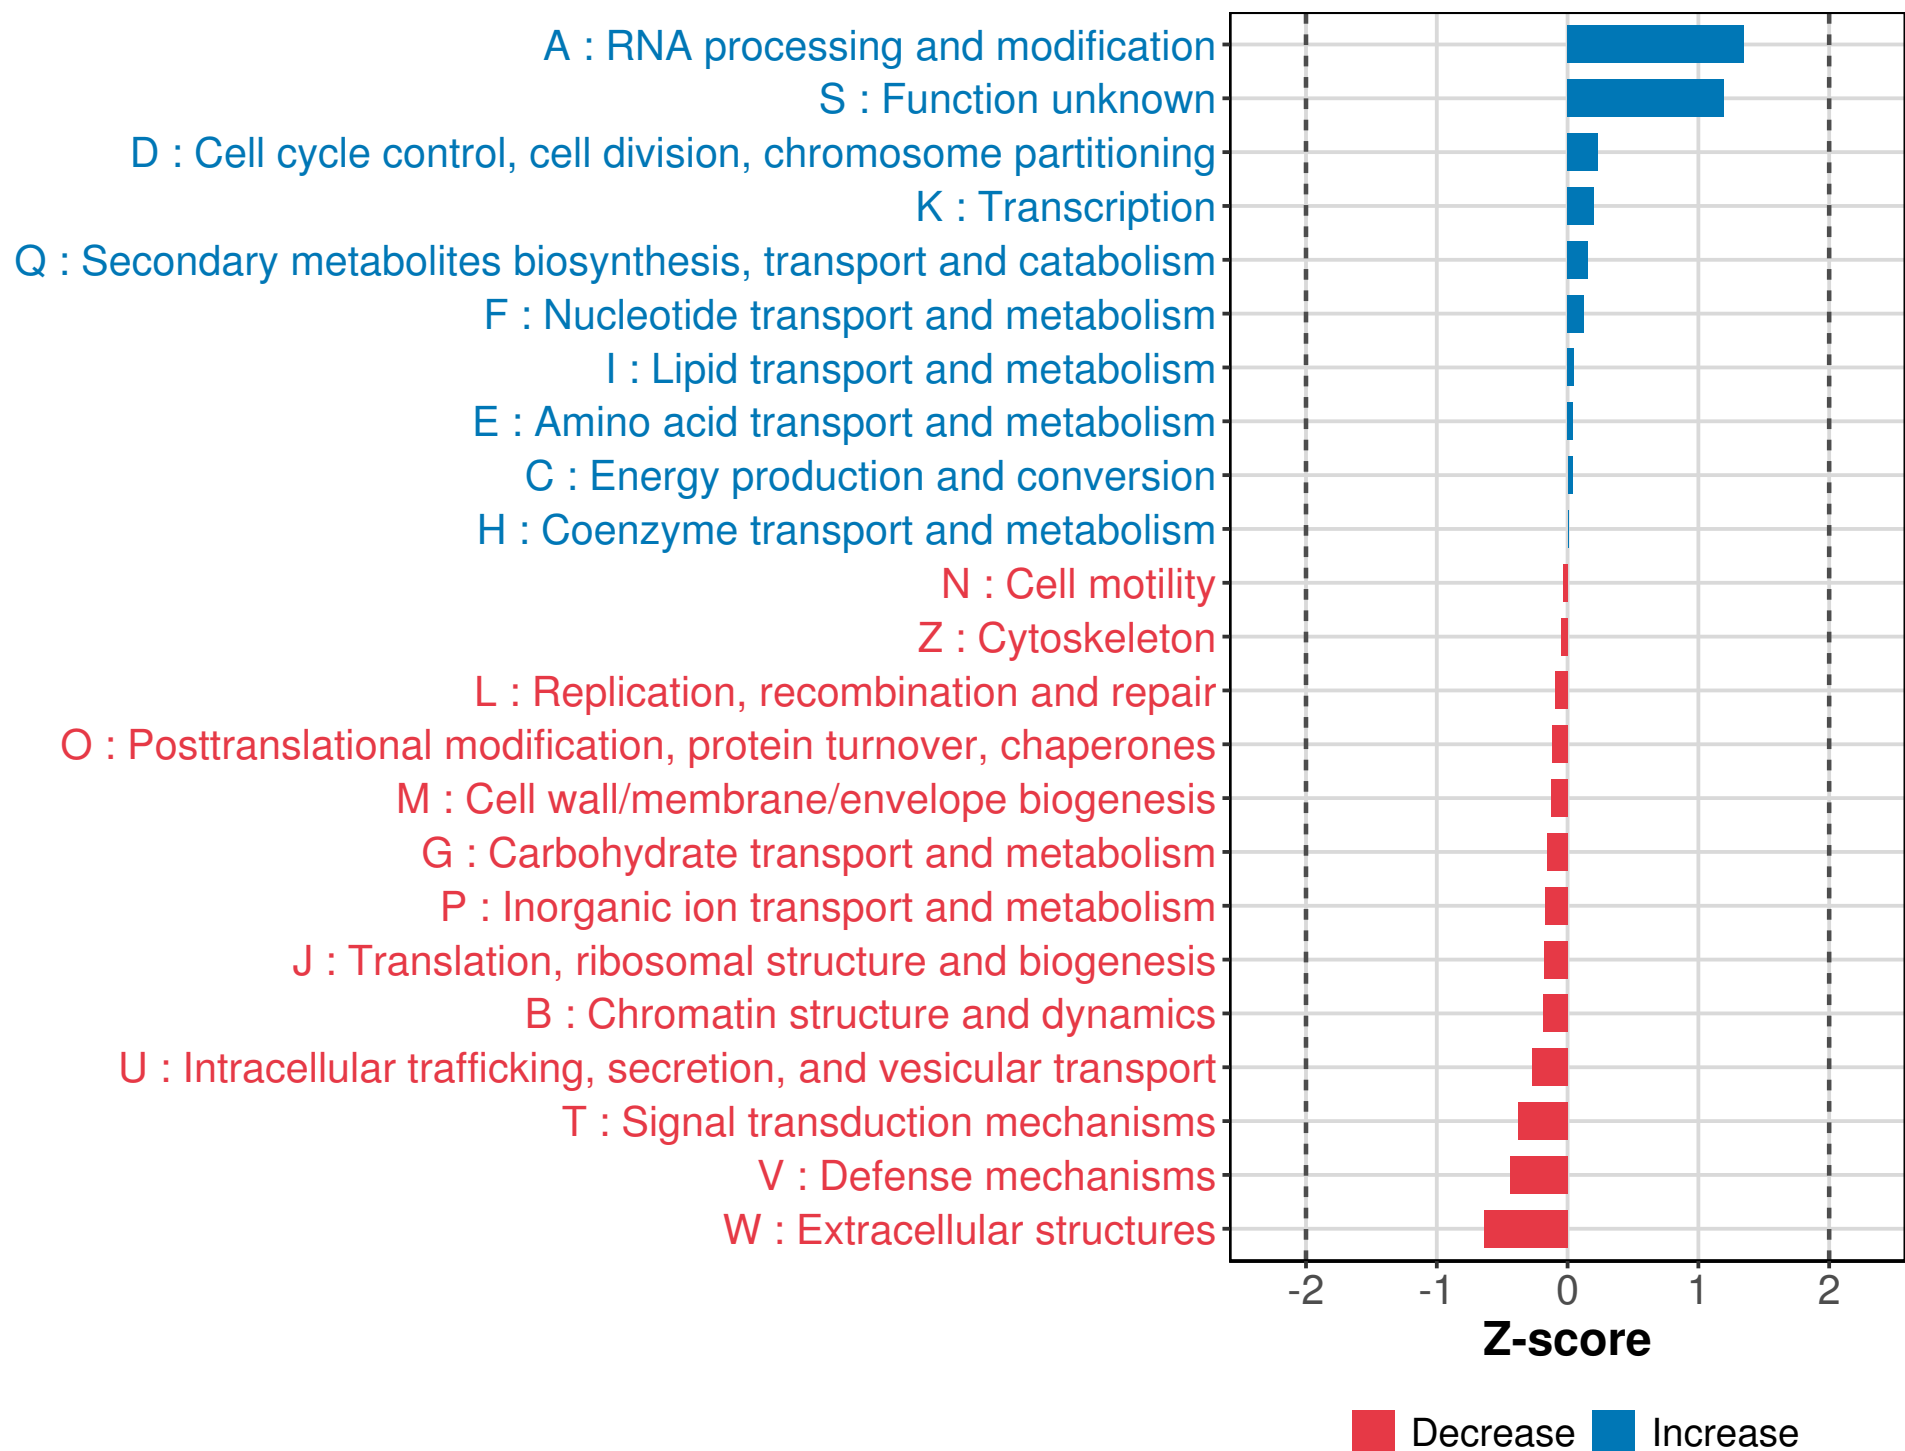 A : RNA processing and modification
S : Function unknown
D : Cell cycle control, cell division, chromosome partitioning
K : Transcription
Q : Secondary metabolites biosynthesis, transport and catabolism
F : Nucleotide transport and metabolism
I : Lipid transport and metabolism
E : Amino acid transport and metabolism
C : Energy production and conversion
H : Coenzyme transport and metabolism
N : Cell motility
Z : Cytoskeleton
L : Replication, recombination and repair
O : Posttranslational modification, protein turnover, chaperones
M : Cell wall/membrane/envelope biogenesis
G : Carbohydrate transport and metabolism
P : Inorganic ion transport and metabolism
J : Translation, ribosomal structure and biogenesis
B : Chromatin structure and dynamics
U : Intracellular trafficking, secretion, and vesicular transport
T : Signal transduction mechanisms
V : Defense mechanisms
W : Extracellular structures
-2 -1 0 1 2
Z-score
Decrease Increase